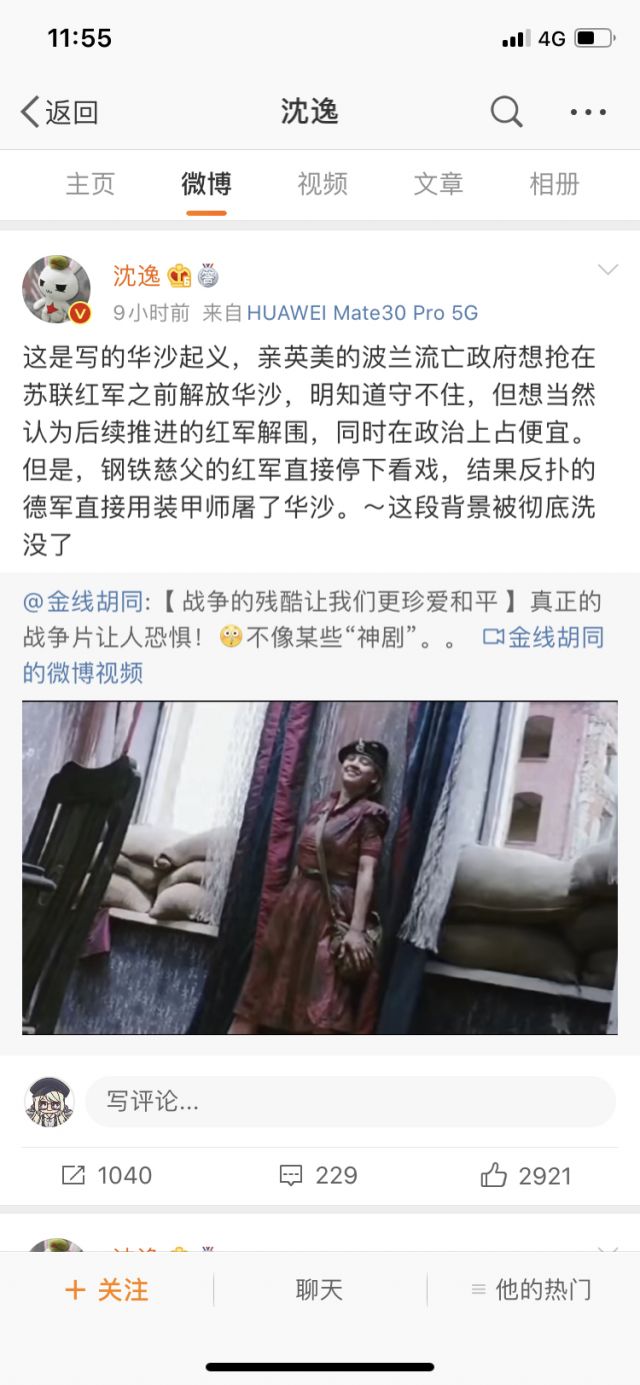 11:55
4G
返回
沈逸
主页 微博 视频 文章 相册
沈逸
9小时前 来自HUAWEI Mate30 Pro 5G
这是写的华沙起义，亲英美的波兰流亡政府想抢在
苏联红军之前解放华沙，明知道守不住，但想当然
认为后续推进的红军解围，同时在政治上占便宜。
但是，钢铁慈父的红军直接停下看戏，结果反扑的
德军直接用装甲师屠了华沙。～这段背景被彻底洗
没了
@金线胡同:【 战争的残酷让我们更珍爱和平 】真正的
战争片让人恐惧！不像某些“神剧”。。 金线胡同
的微博视频
写评论...
1040 229 2921
+ 关注 聊天 他的热门